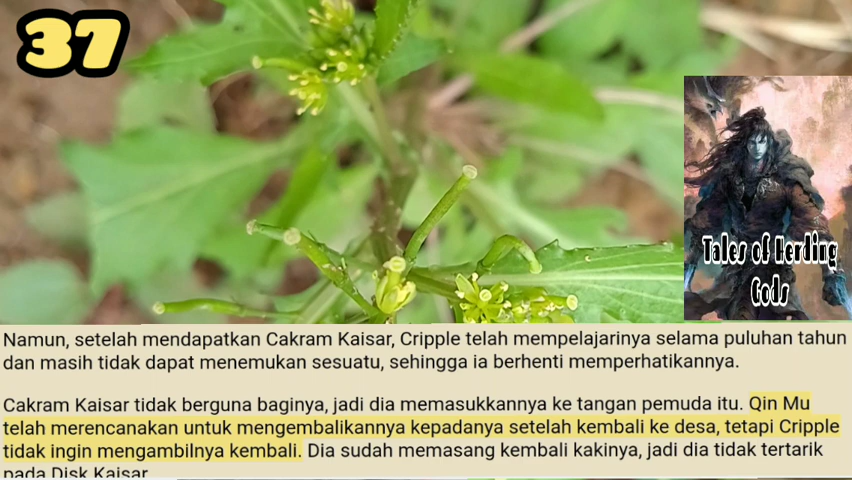 37
Tales of Herding
Gods
Namun, setelah mendapatkan Cakram Kaisar, Cripple telah mempelajarinya selama puluhan tahun
dan masih tidak dapat menemukan sesuatu, sehingga ia berhenti memperhatikannya.
Cakram Kaisar tidak berguna baginya, jadi dia memasukkannya ke tangan pemuda itu. Qin Mu
telah merencanakan untuk mengembalikannya kepadanya setelah kembali ke desa, tetapi Cripple
tidak ingin mengambilnya kembali. Dia sudah memasang kembali kakinya, jadi dia tidak tertarik
pada Disk Kaisar